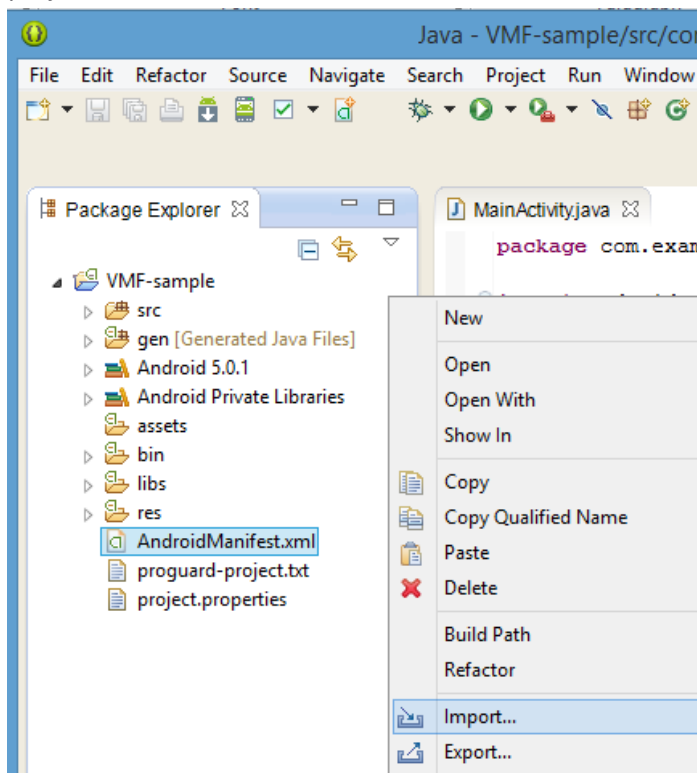 Java - VMF-sample/src/con
File Edit Refactor Source Navigate Search Project Run Window
Package Explorer
MainActivity.java
package com.exam
VMF-sample
src
gen [Generated Java Files]
Android 5.0.1
Android Private Libraries
assets
bin
libs
res
AndroidManifest.xml
proguard-project.txt
project.properties
New
Open
Open With
Show In
Copy
Copy Qualified Name
Paste
Delete
Build Path
Refactor
Import...
Export...